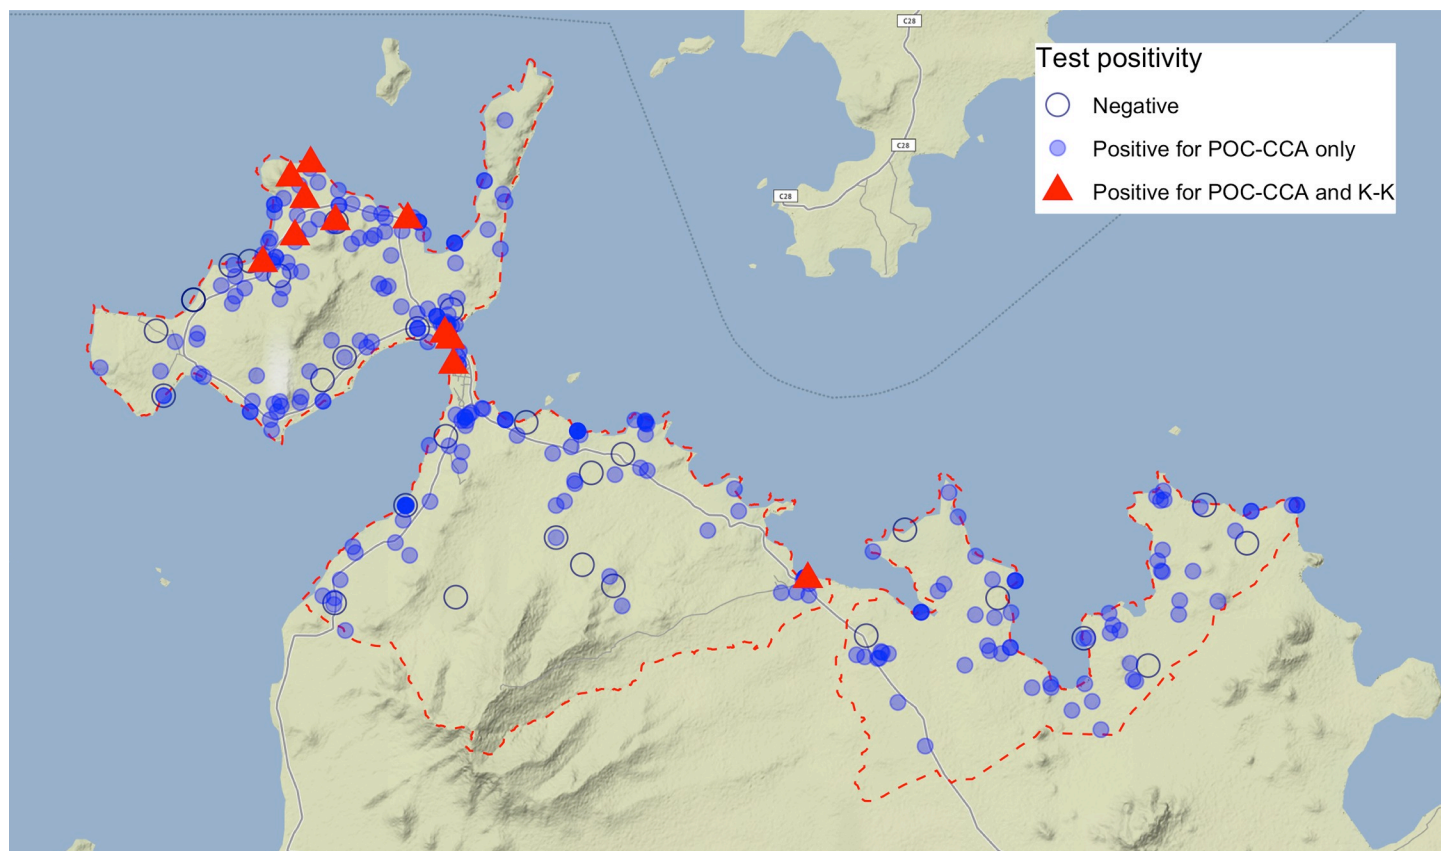 C28
Test positivity
Negative
C28
Positive for POC-CCA only
C28
Positive for POC-CCA and K-K